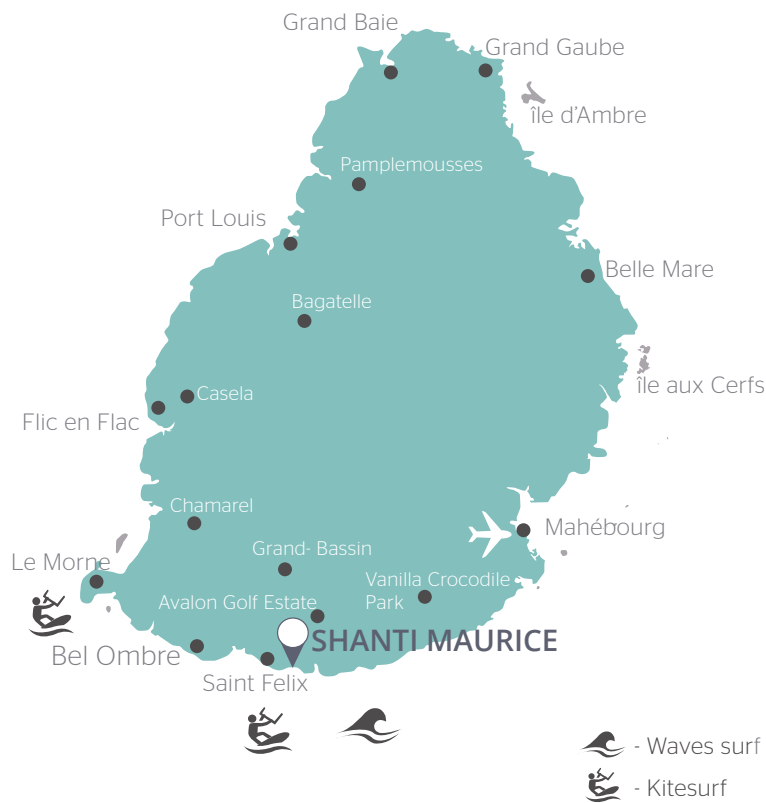 Grand Baie
Grand Gaube
île d'Ambre
Pamplemousses
Port Louis
Belle Mare
Bagatelle
île aux Cerfs
Casela
Flic en Flac
Chamarel
Mahébourg
Grand- Bassin
Le Morne
Vanilla Crocodile
Park
Avalon Golf Estate
SHANTI MAURICE
Bel Ombre
Saint Felix
- Waves surf
- Kitesurf